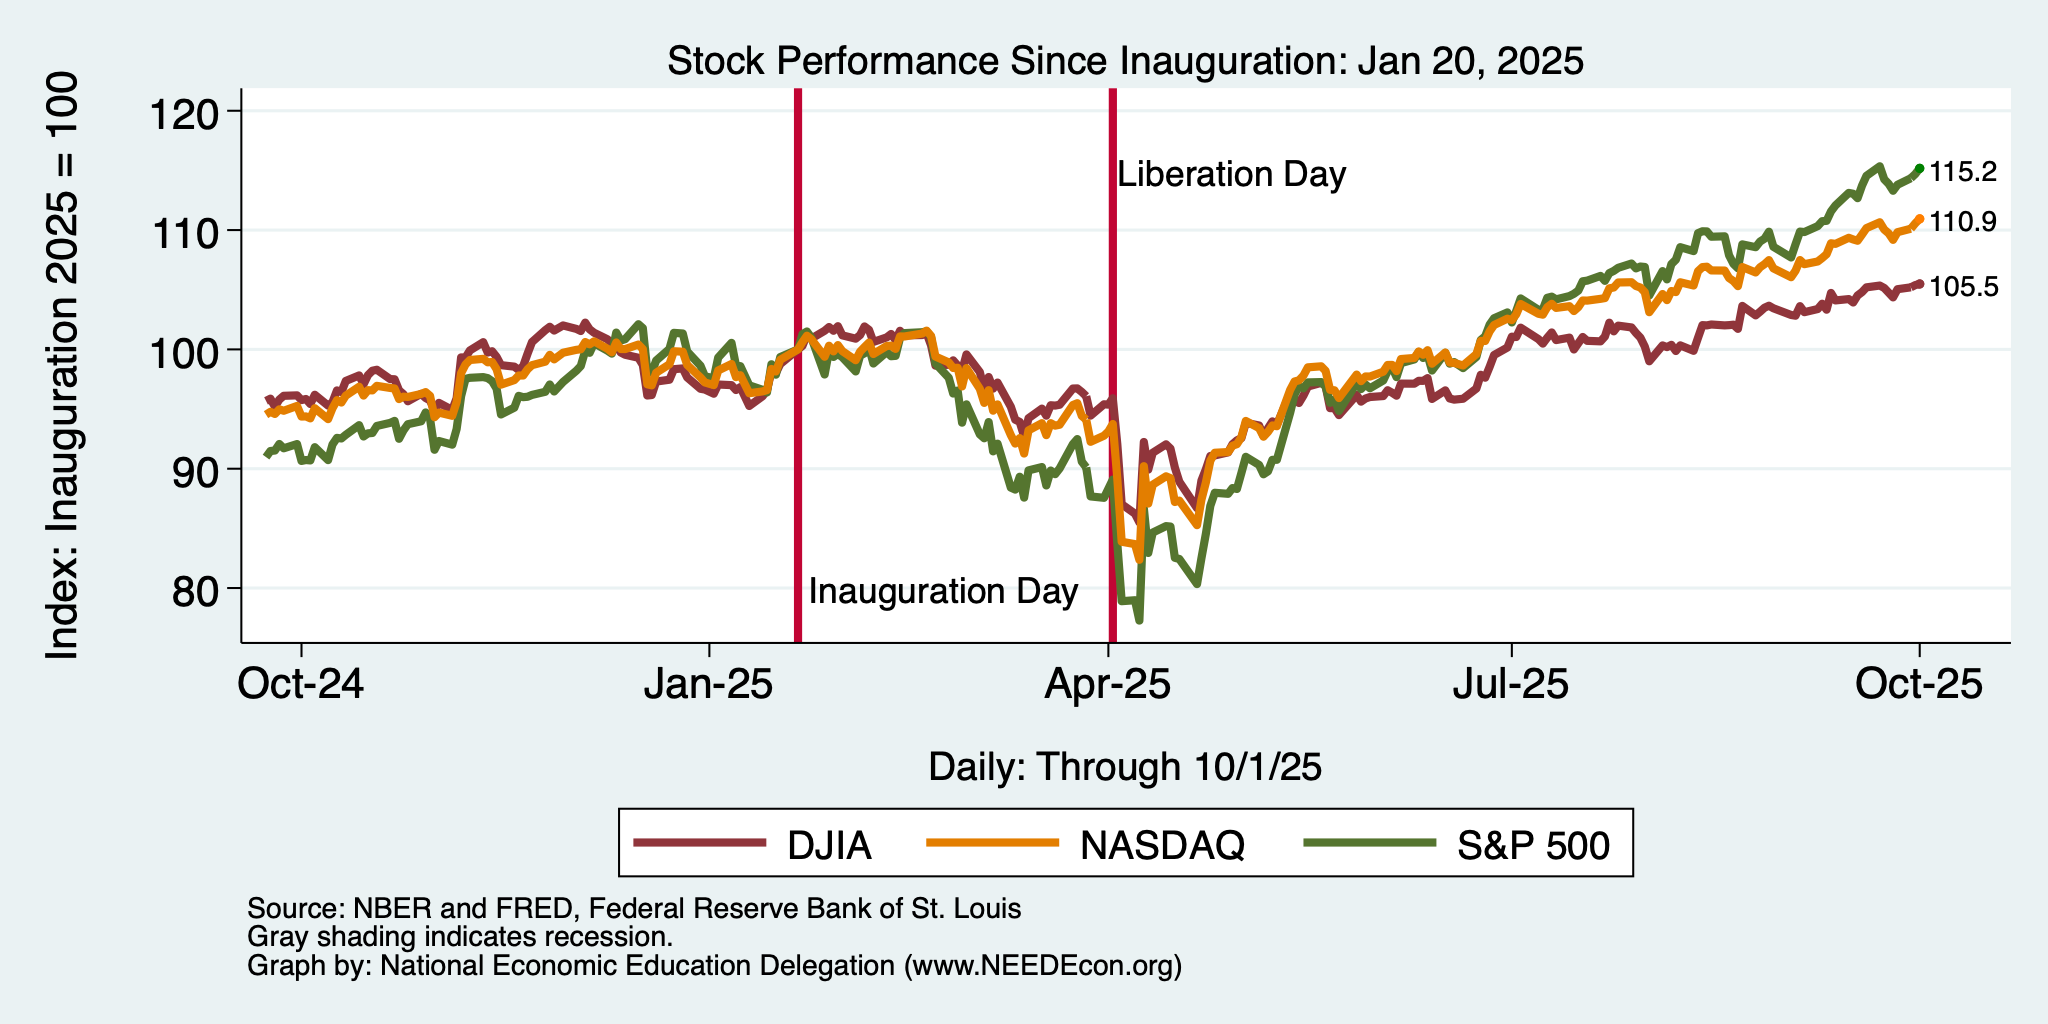 Stock Performance Since Inauguration: Jan 20, 2025
Index: Inauguration 2025 = 100
120
110
100
90
80
Liberation Day
Inauguration Day
115.2
110.9
105.5
Oct-24
Jan-25
Apr-25
Jul-25
Oct-25
Daily: Through 10/1/25
DJIA
NASDAQ
S&P 500
Source: NBER and FRED, Federal Reserve Bank of St. Louis
Gray shading indicates recession.
Graph by: National Economic Education Delegation (www.NEEDEcon.org)